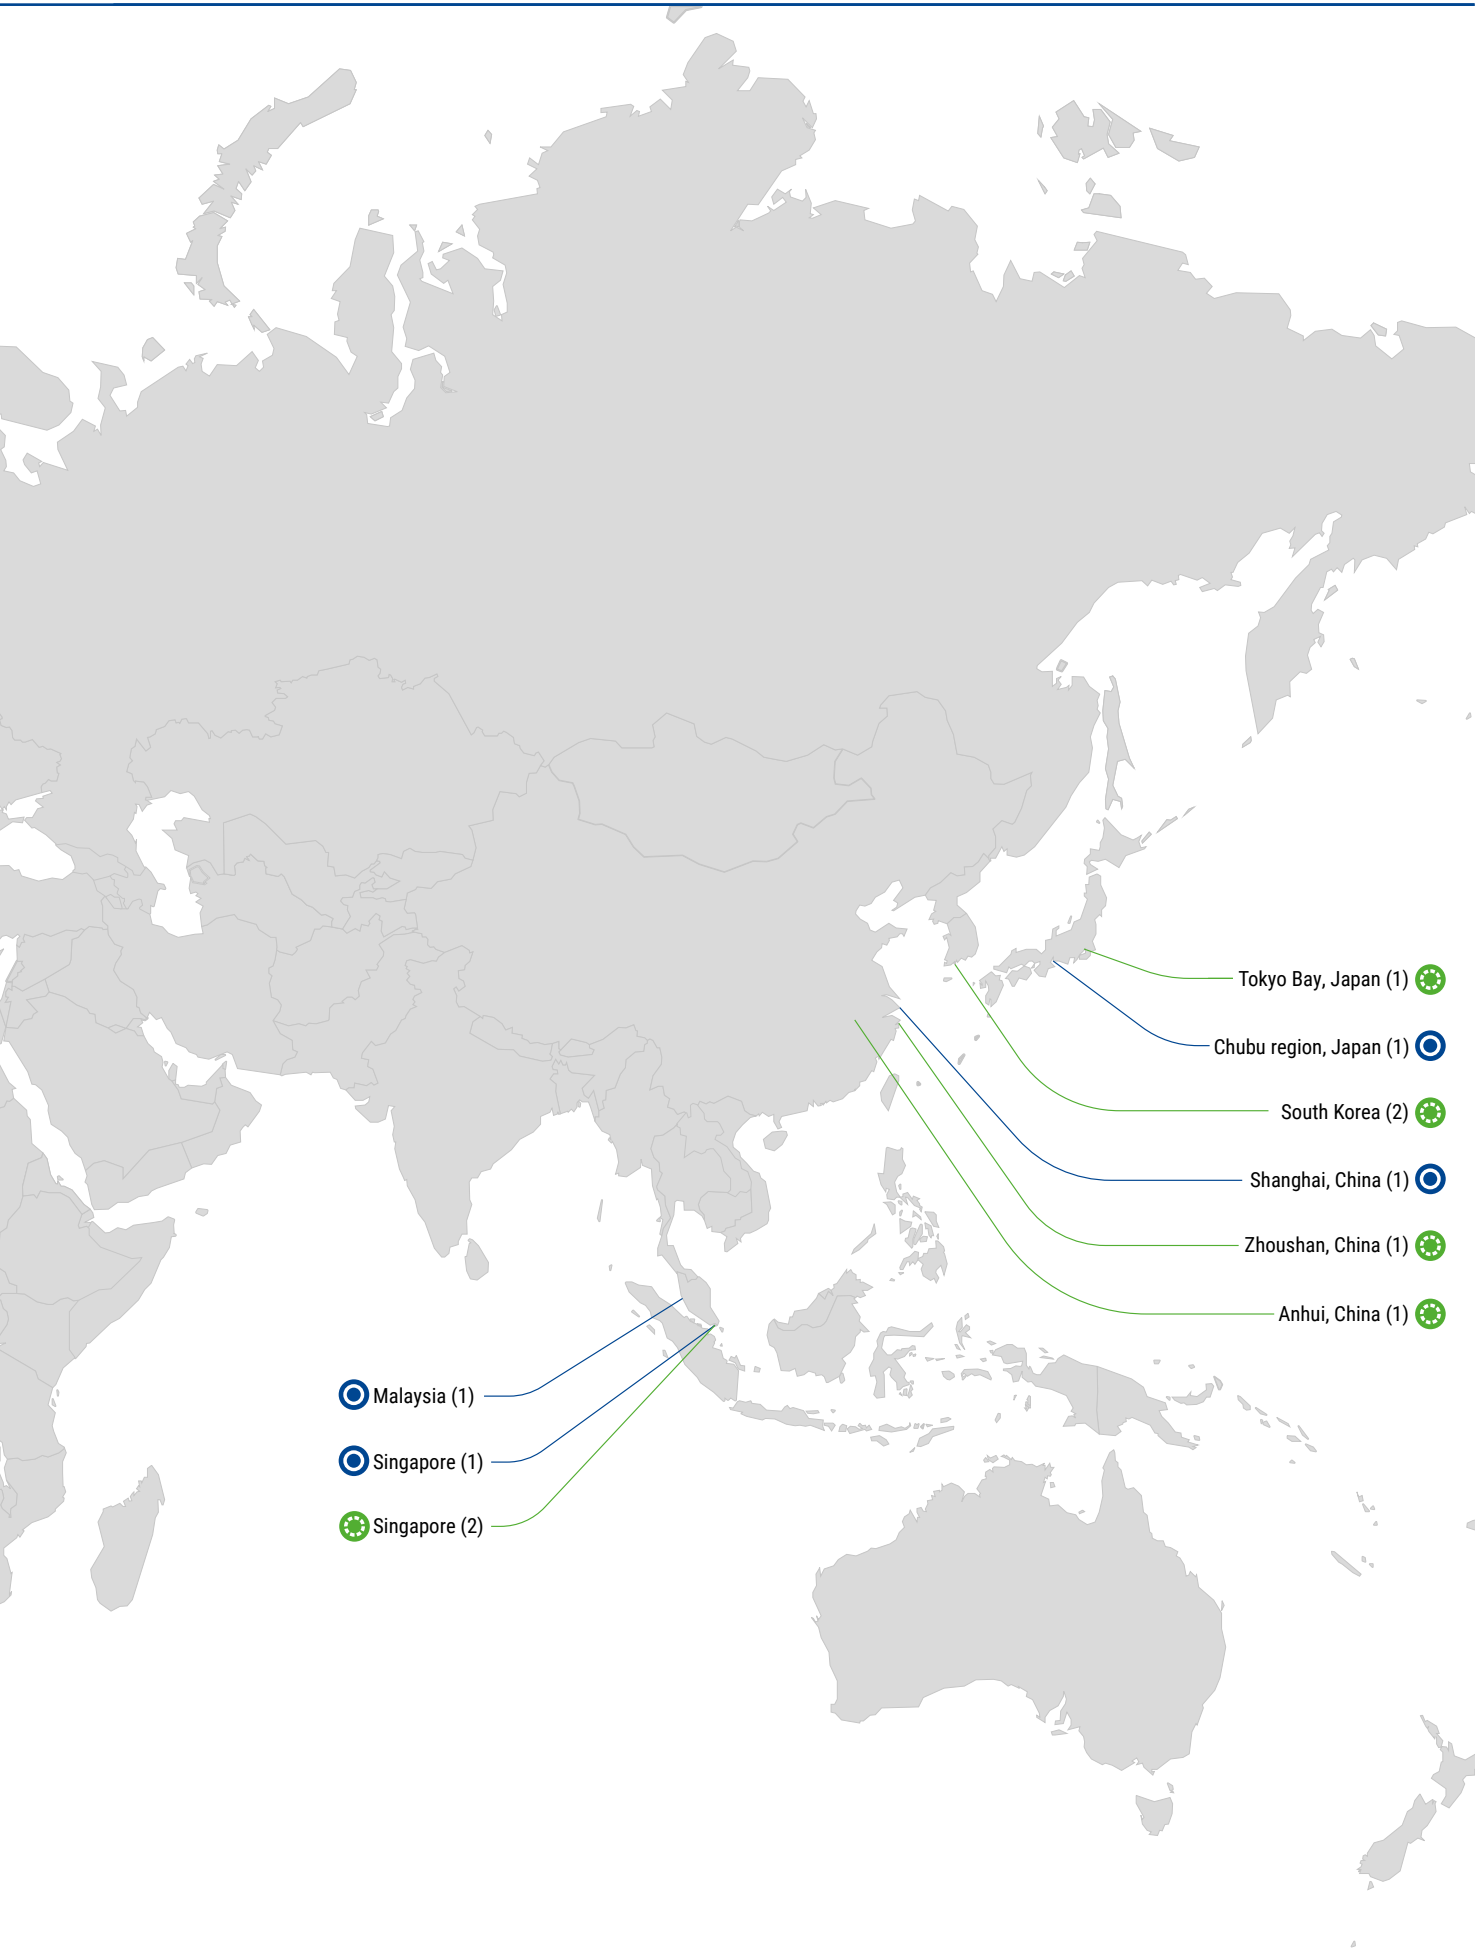 Tokyo Bay, Japan (1)
Chubu region, Japan (1)
South Korea (2)
Shanghai, China (1)
Zhoushan, China (1)
Anhui, China (1)
Malaysia (1)
Singapore (1)
Singapore (2)